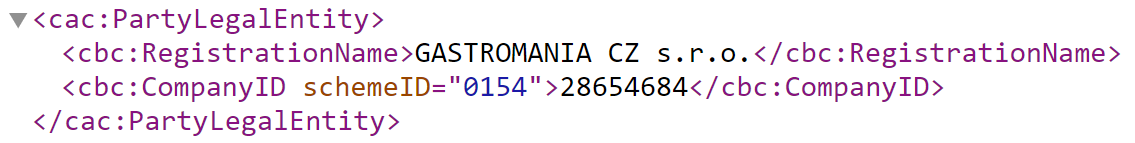 <cac:PartyLegalEntity>
<cbc:RegistrationName>GASTROMANIA CZ s.r.o.</cbc:RegistrationName>
<cbc:CompanyID schemeID="0154">28654684</cbc:CompanyID>
</cac:PartyLegalEntity>